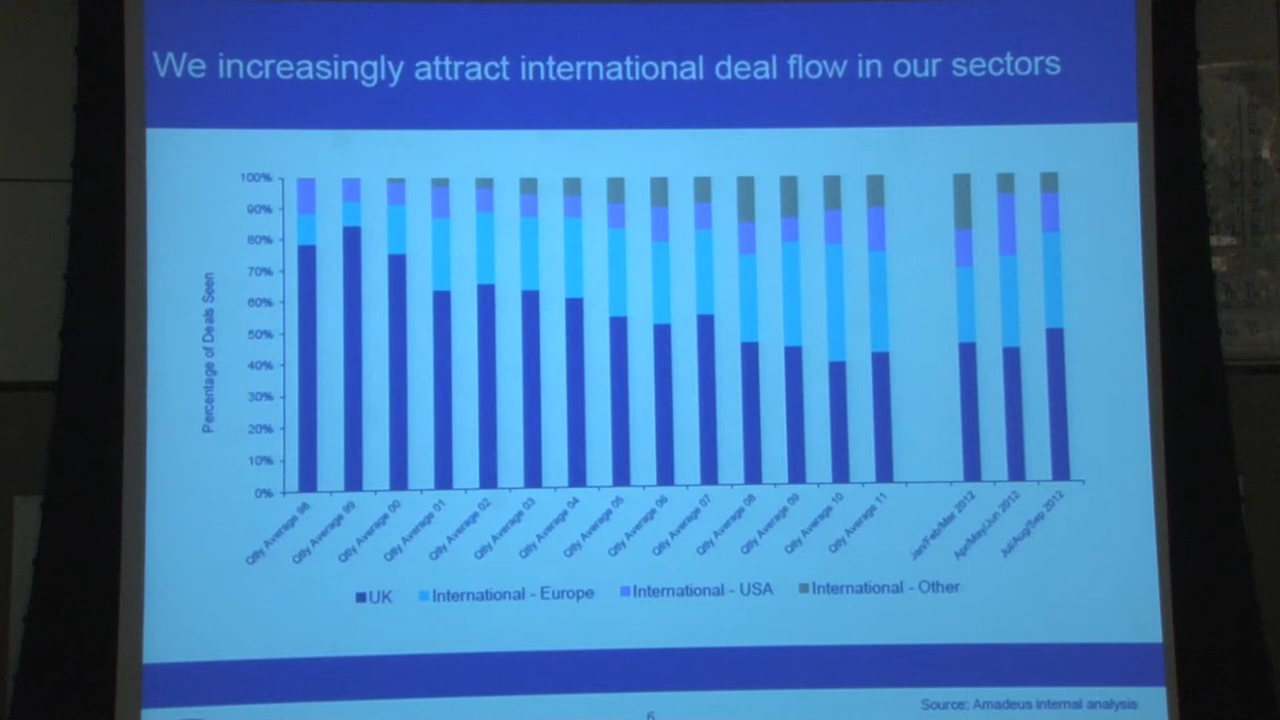 We increasingly attract international deal flow in our sectors
Percentage of Deals Seen
100%
90%
80%
70%
60%
50%
40%
30%
20%
10%
0%
Qtly Average 98
Qtly Average 99
Qtly Average 00
Qtly Average 01
Qtly Average 02
Qtly Average 03
Qtly Average 04
Qtly Average 05
Qtly Average 06
Qtly Average 07
Qtly Average 08
Qtly Average 09
Qtly Average 10
Qtly Average 11
Jan/Feb/Mar 2012
Apr/May/Jun 2012
Jul/Aug/Sep 2012
UK International - Europe International - USA International - Other
Source: Amadeus internal analysis
6